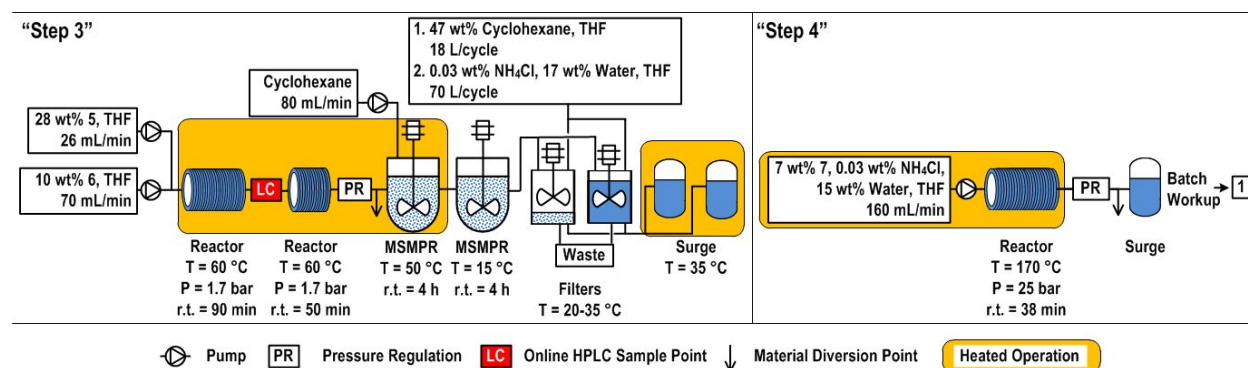 “Step 3”
1. 47 wt% Cyclohexane, THF
18 L/cycle
2. 0.03 wt% NH₄Cl, 17 wt% Water, THF
70 L/cycle
Cyclohexane
80 mL/min
28 wt% 5, THF
26 mL/min
10 wt% 6, THF
70 mL/min
LC
PR
Reactor
T = 60 °C
P = 1.7 bar
r.t. = 90 min
Reactor
T = 60 °C
P = 1.7 bar
r.t. = 50 min
MSMPR
T = 50 °C
r.t. = 4 h
MSMPR
T = 15 °C
r.t. = 4 h
Waste
Filters
T = 20-35 °C
Surge
T = 35 °C
“Step 4”
7 wt% 7, 0.03 wt% NH₄Cl,
15 wt% Water, THF
160 mL/min
PR
Batch
Workup
1
Reactor
T = 170 °C
P = 25 bar
r.t. = 38 min
Surge
Pump
PR
Pressure Regulation
LC
Online HPLC Sample Point
Material Diversion Point
Heated Operation